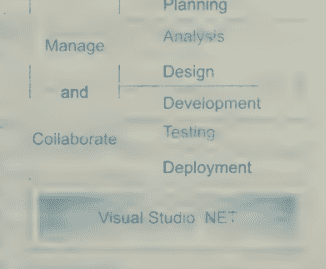 Planning
Manage
Analysis
Design
and
Development
Collaborate
Testing
Deployment
Visual Studio .NET